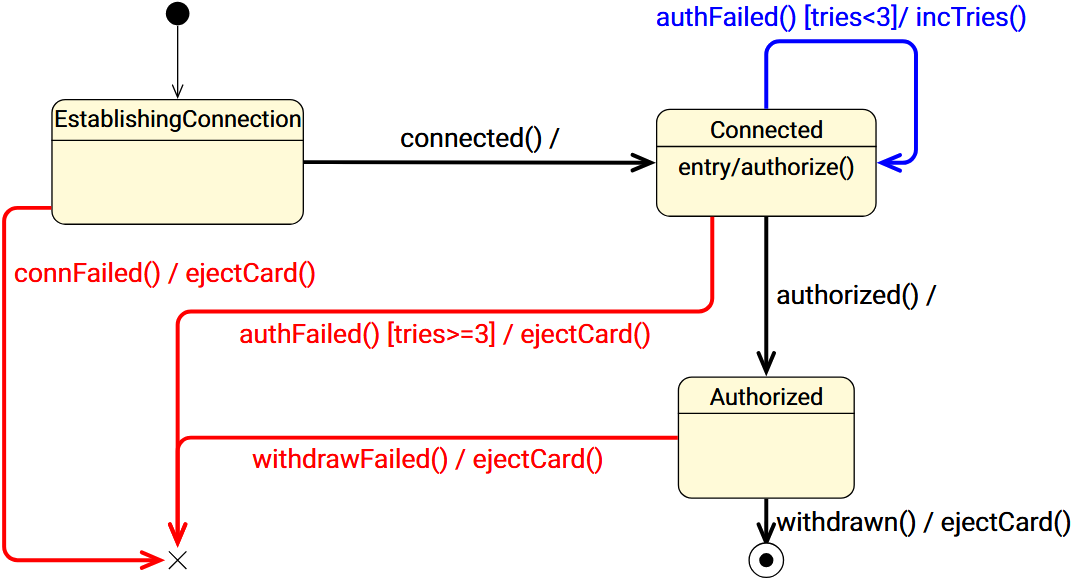 authFailed() [tries<3]/ incTries()
EstablishingConnection
connected() /
Connected
entry/authorize()
connFailed() / ejectCard()
authorized() /
authFailed() [tries>=3] / ejectCard()
Authorized
withdrawFailed() / ejectCard()
withdrawn() / ejectCard()